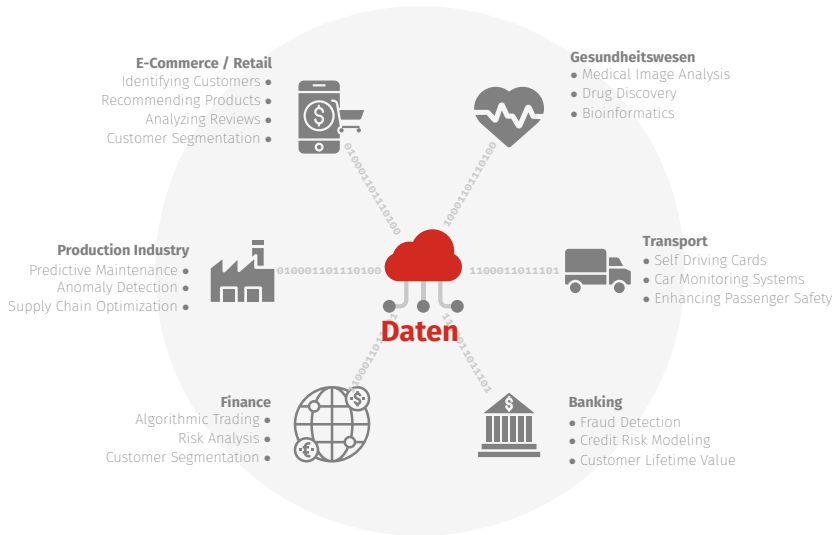 E-Commerce / Retail
Identifying Customers ●
Recommending Products ●
Analyzing Reviews ●
Customer Segmentation ●
Gesundheitswesen
● Medical Image Analysis
● Drug Discovery
● Bioinformatics
$
010001101110100
10001101110100
Production Industry
Predictive Maintenance ●
Anomaly Detection ●
Supply Chain Optimization ●
010001101110100
1100011011101
Transport
● Self Driving Cards
● Car Monitoring Systems
● Enhancing Passenger Safety
Daten
Finance
Algorithmic Trading ●
Risk Analysis ●
Customer Segmentation ●
$
€
$
Banking
● Fraud Detection
● Credit Risk Modeling
● Customer Lifetime Value